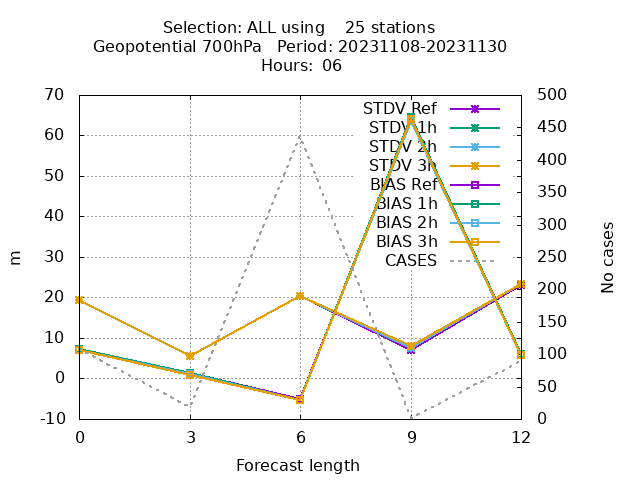 Selection: ALL using    25 stations
Geopotential 700hPa   Period: 20231108-20231130
Hours: 06
70
60
50
40
30
20
10
0
-10
m
STDV Ref
STDV 1h
STDV 2h
STDV 3h
BIAS Ref
BIAS 1h
BIAS 2h
BIAS 3h
CASES
500
450
400
350
300
250
200
150
100
50
0
No cases
0 3 6 9 12
Forecast length